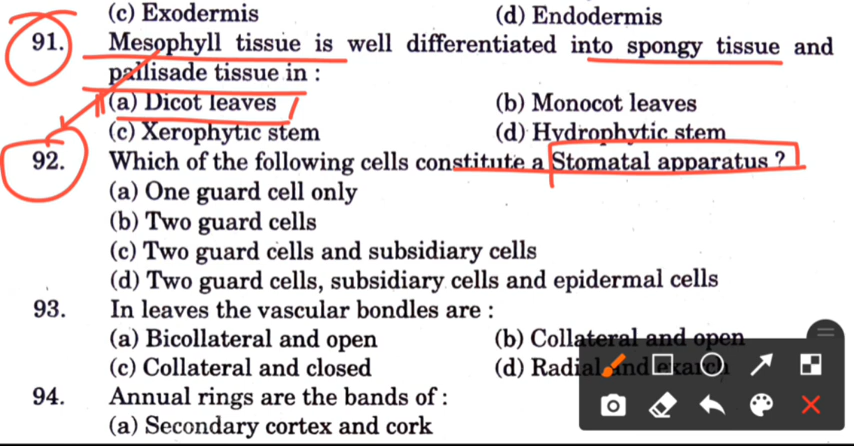 (c) Exodermis (d) Endodermis
91. Mesophyll tissue is well differentiated into spongy tissue and
pallisade tissue in :
(a) Dicot leaves (b) Monocot leaves
(c) Xerophytic stem (d) Hydrophytic stem
92. Which of the following cells constitute a Stomatal apparatus ?
(a) One guard cell only
(b) Two guard cells
(c) Two guard cells and subsidiary cells
(d) Two guard cells, subsidiary cells and epidermal cells
93. In leaves the vascular bondles are :
(a) Bicollateral and open (b) Collateral and open
(c) Collateral and closed (d) Radial and exarch
94. Annual rings are the bands of :
(a) Secondary cortex and cork